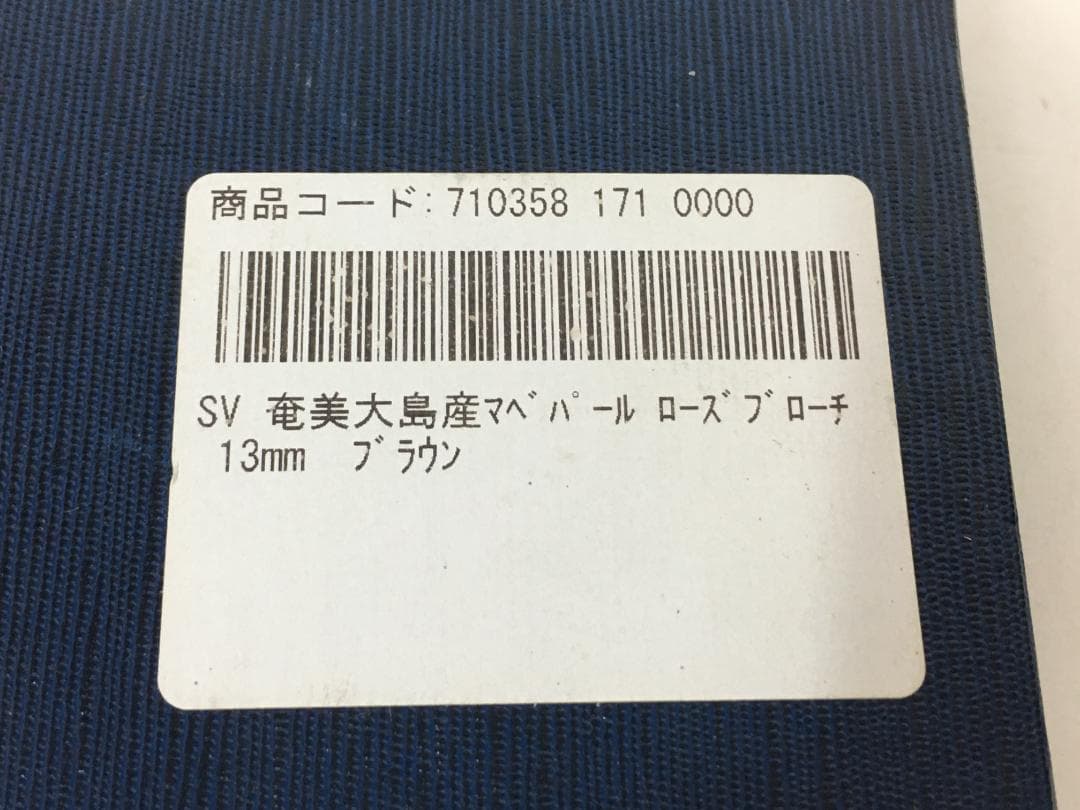 商品コード:710358 171 0000
SV 奄美大島産ﾏﾍﾞﾊﾟｰﾙ ﾛｰｽﾞﾌﾞﾛｰﾁ
13mm ﾌﾞﾗｳﾝ